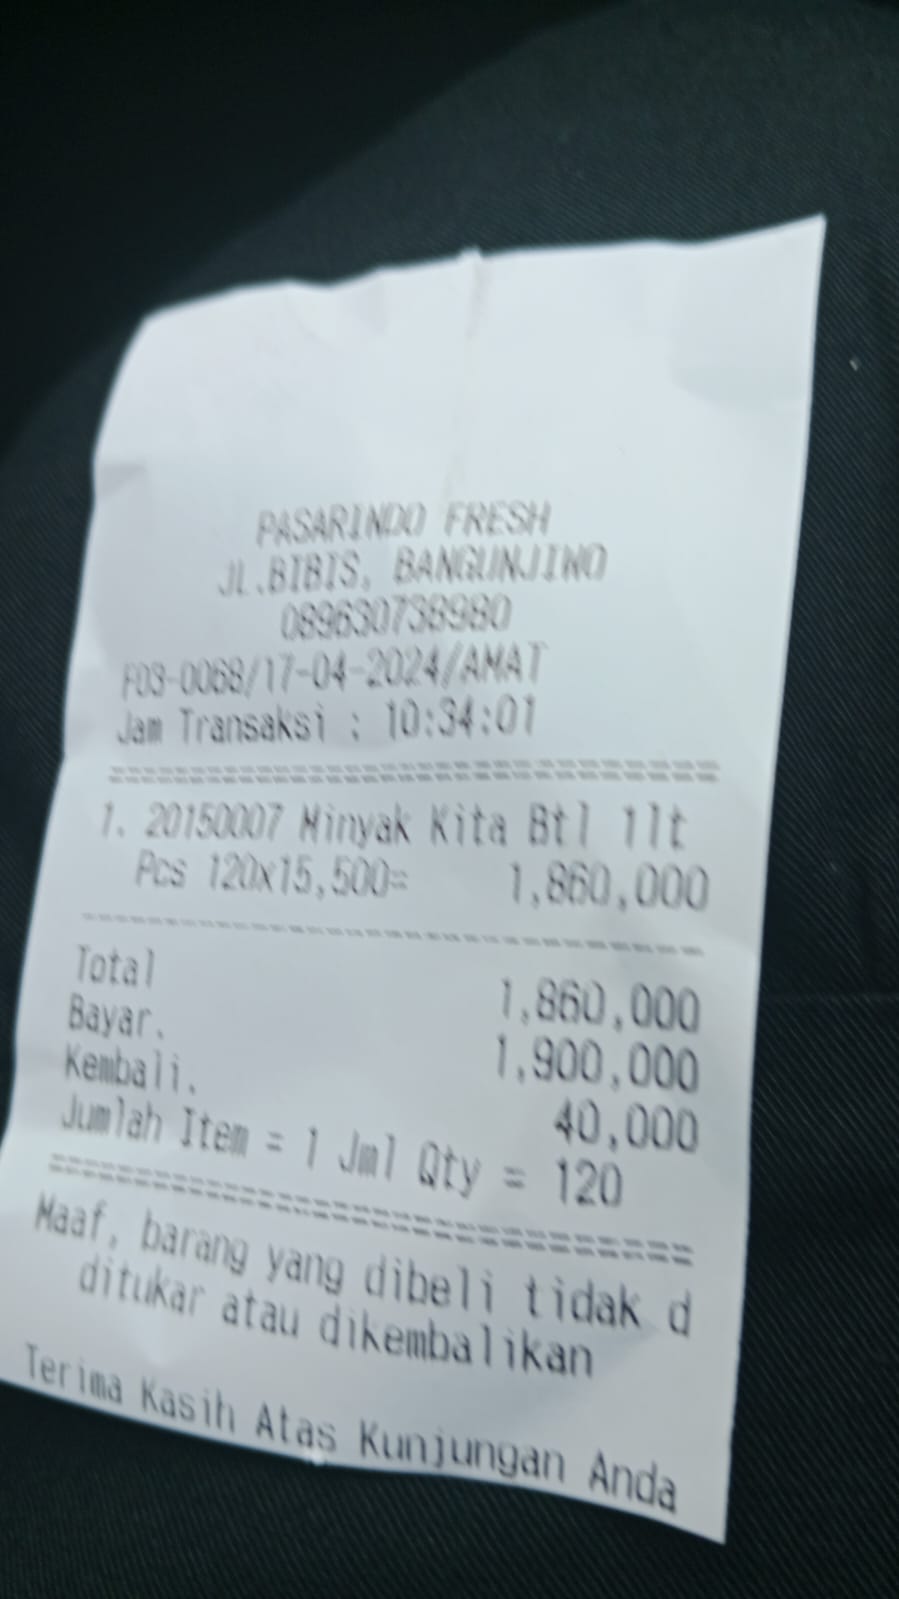 PASARINDO FRESH
JL.BIBIS, BANGUNJIWO
089630738980
F03-0068/17-04-2024/AMAT
Jam Transaksi : 10:34:01
1. 20150007 Minyak Kita Btl 1lt
Pcs 120x15,500= 1,860,000
Total 1,860,000
Bayar. 1,900,000
Kembali. 40,000
Jumlah Item = 1 Jml Qty = 120
Maaf, barang yang dibeli tidak d
ditukar atau dikembalikan
Terima Kasih Atas Kunjungan Anda